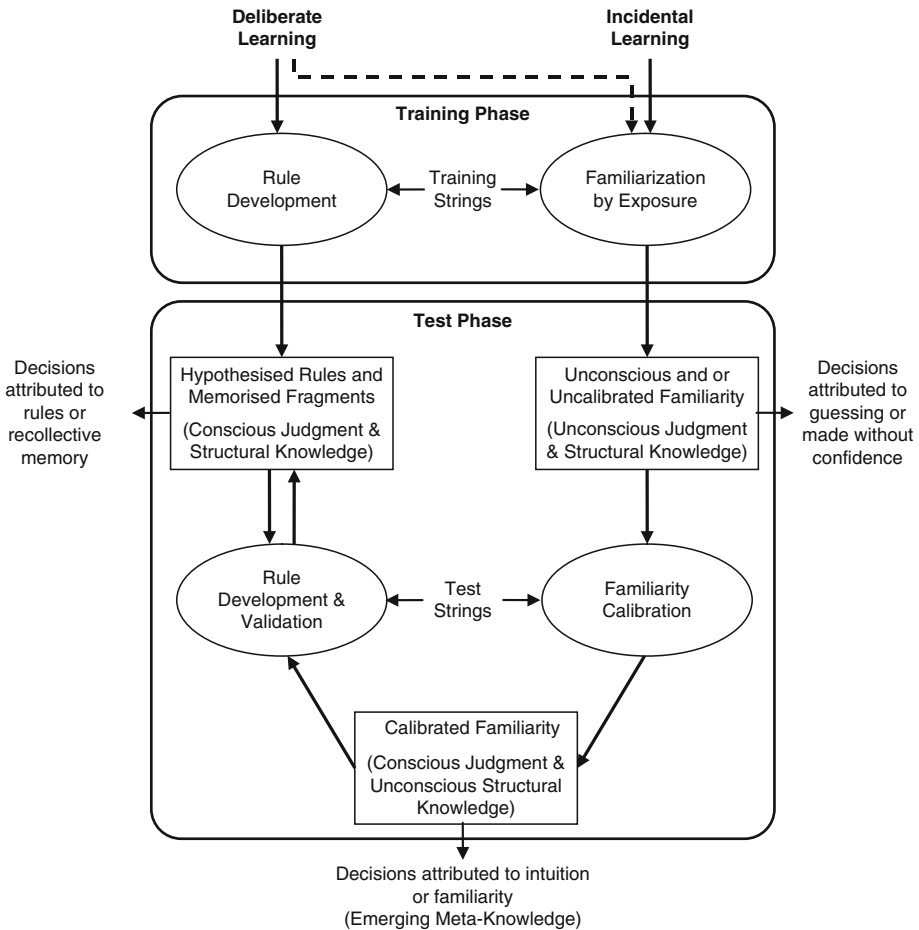 Deliberate
Learning
Incidental
Learning
Training Phase
Rule
Development
Training
Strings
Familiarization
by Exposure
Test Phase
Decisions
attributed to
rules or
recollective
memory
Hypothesised Rules and
Memorised Fragments
(Conscious Judgment &
Structural Knowledge)
Unconscious and or
Uncalibrated Familiarity
(Unconscious Judgment
& Structural Knowledge)
Decisions
attributed to
guessing or
made without
confidence
Rule
Development &
Validation
Test
Strings
Familiarity
Calibration
Calibrated Familiarity
(Conscious Judgment &
Unconscious Structural
Knowledge)
Decisions attributed to intuition
or familiarity
(Emerging Meta-Knowledge)